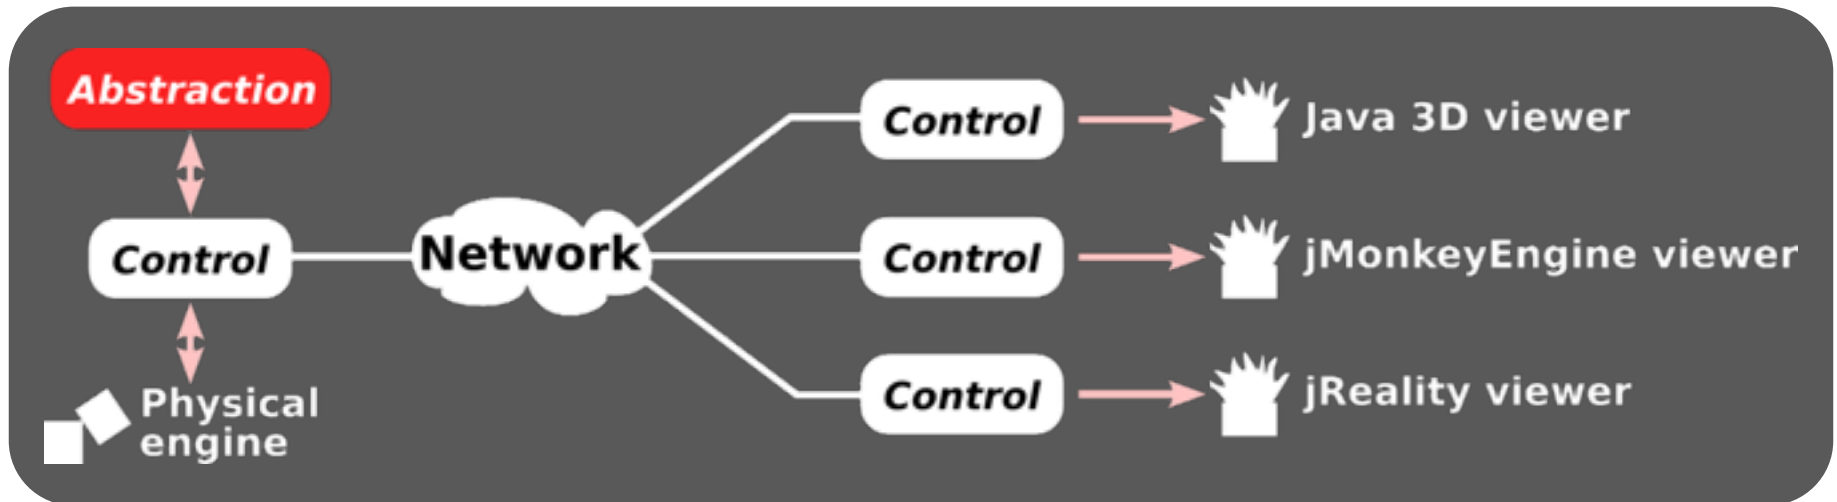 Abstraction
Control
Physical
engine
Network
Control
Java 3D viewer
Control
jMonkeyEngine viewer
Control
jReality viewer